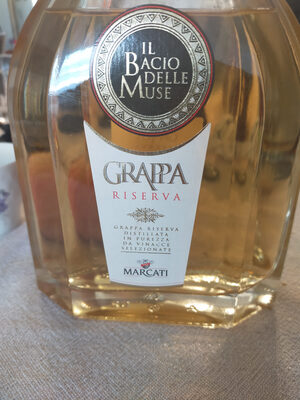 IL
BACIO
DELLE
MUSE
GRAPPA
RISERVA
GRAPPA RISERVA
DISTILLATA
IN PUREZZA
DA VINACCE
SELEZIONATE
MARCATI